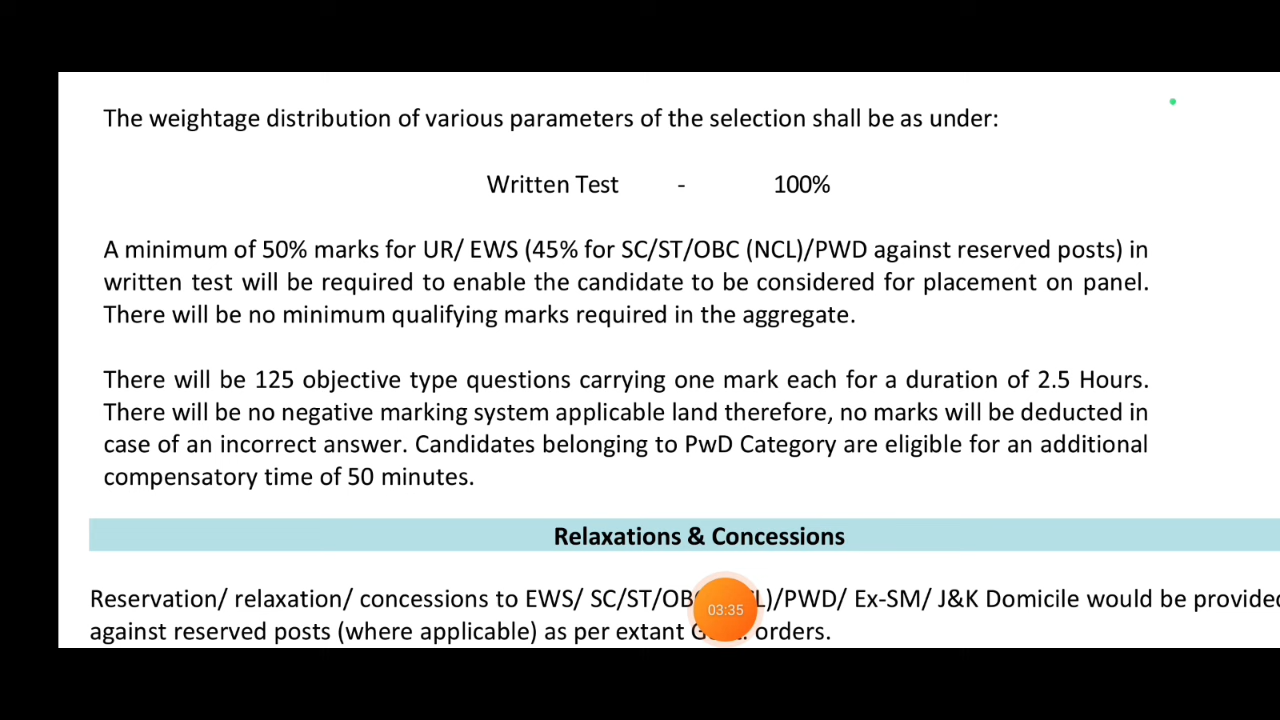 The weightage distribution of various parameters of the selection shall be as under:
Written Test - 100%
A minimum of 50% marks for UR/ EWS (45% for SC/ST/OBC (NCL)/PWD against reserved posts) in
written test will be required to enable the candidate to be considered for placement on panel.
There will be no minimum qualifying marks required in the aggregate.
There will be 125 objective type questions carrying one mark each for a duration of 2.5 Hours.
There will be no negative marking system applicable land therefore, no marks will be deducted in
case of an incorrect answer. Candidates belonging to PwD Category are eligible for an additional
compensatory time of 50 minutes.
Relaxations & Concessions
Reservation/ relaxation/ concessions to EWS/ SC/ST/OB L)/PWD/ Ex-SM/ J&K Domicile would be provided
03:35
against reserved posts (where applicable) as per extant orders.